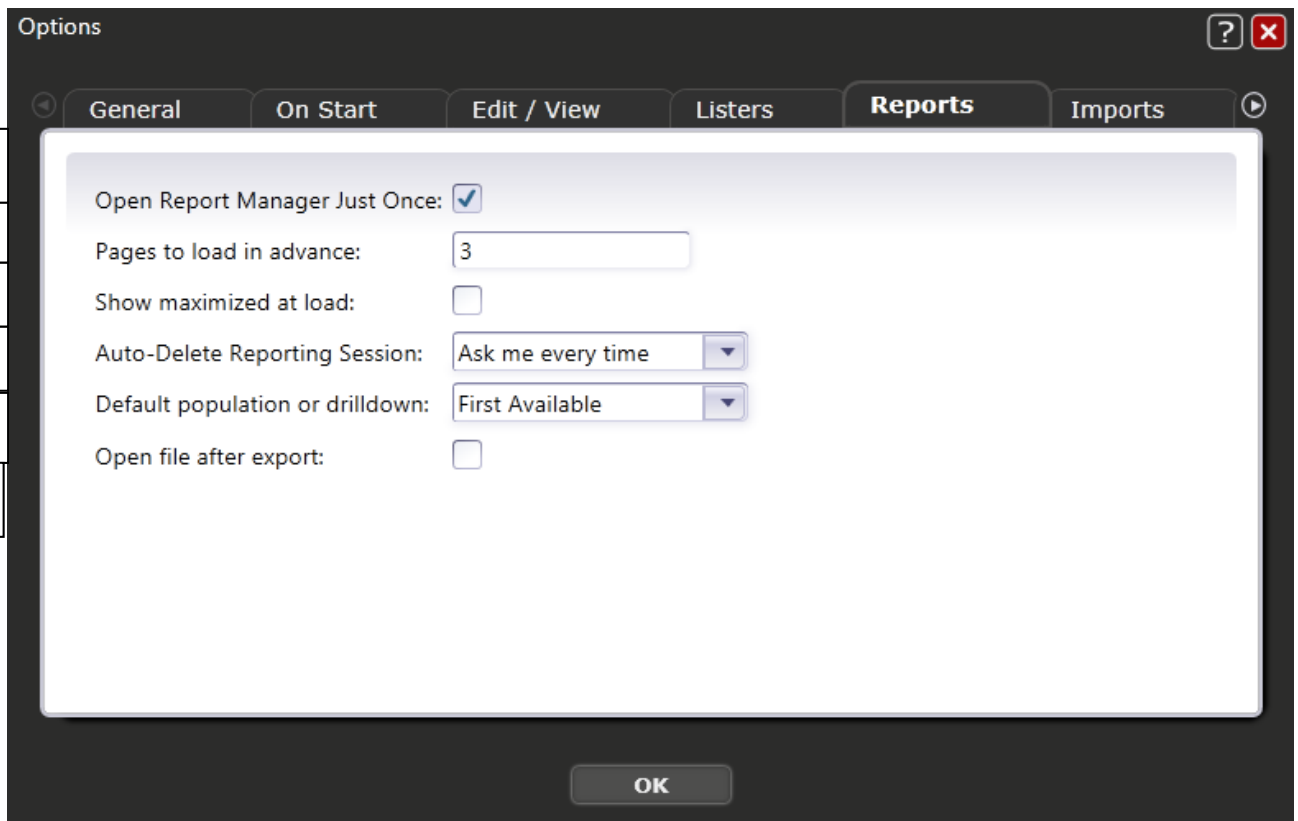 Options
?
General On Start Edit / View Listers Reports Imports
Open Report Manager Just Once:
Pages to load in advance: 3
Show maximized at load:
Auto-Delete Reporting Session: Ask me every time
Default population or drilldown: First Available
Open file after export:
OK